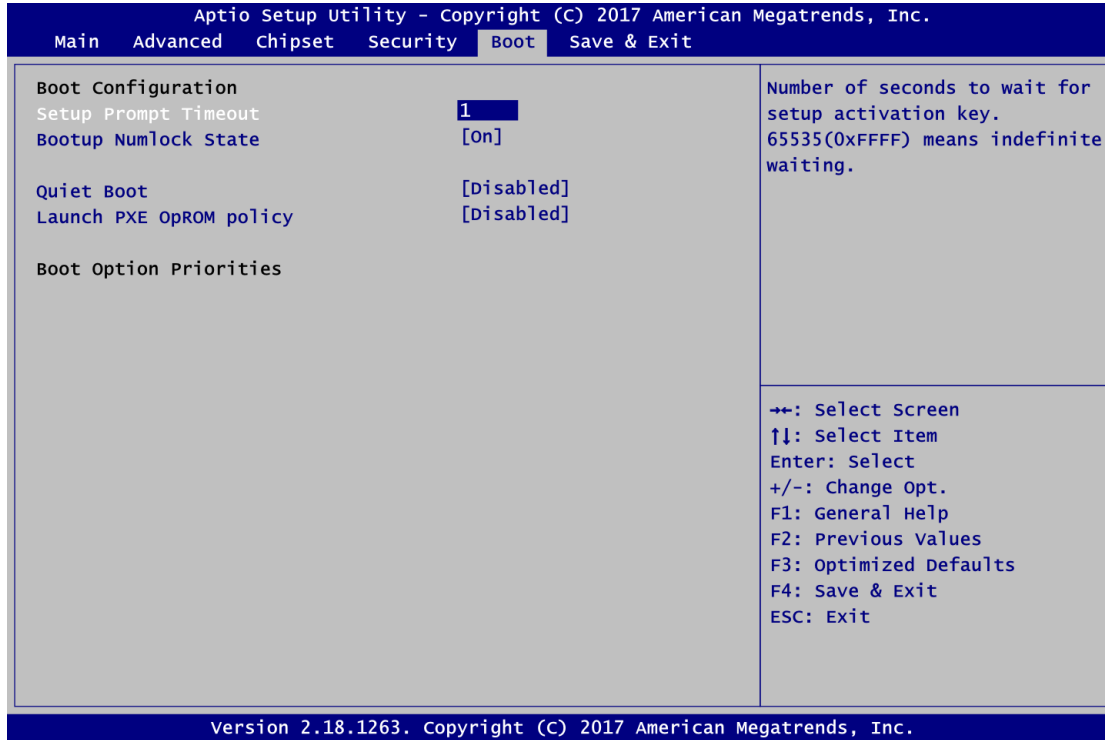 Aptio Setup Utility - Copyright (C) 2017 American Megatrends, Inc.
Main Advanced Chipset Security Boot Save & Exit
Boot Configuration
Setup Prompt Timeout 1
Bootup Numlock State [On]
Quiet Boot [Disabled]
Launch PXE OpROM policy [Disabled]
Boot Option Priorities
Number of seconds to wait for
setup activation key.
65535(0xFFFF) means indefinite
waiting.
→←: Select Screen
↑↓: Select Item
Enter: Select
+/-: Change Opt.
F1: General Help
F2: Previous Values
F3: Optimized Defaults
F4: Save & Exit
ESC: Exit
Version 2.18.1263. Copyright (C) 2017 American Megatrends, Inc.